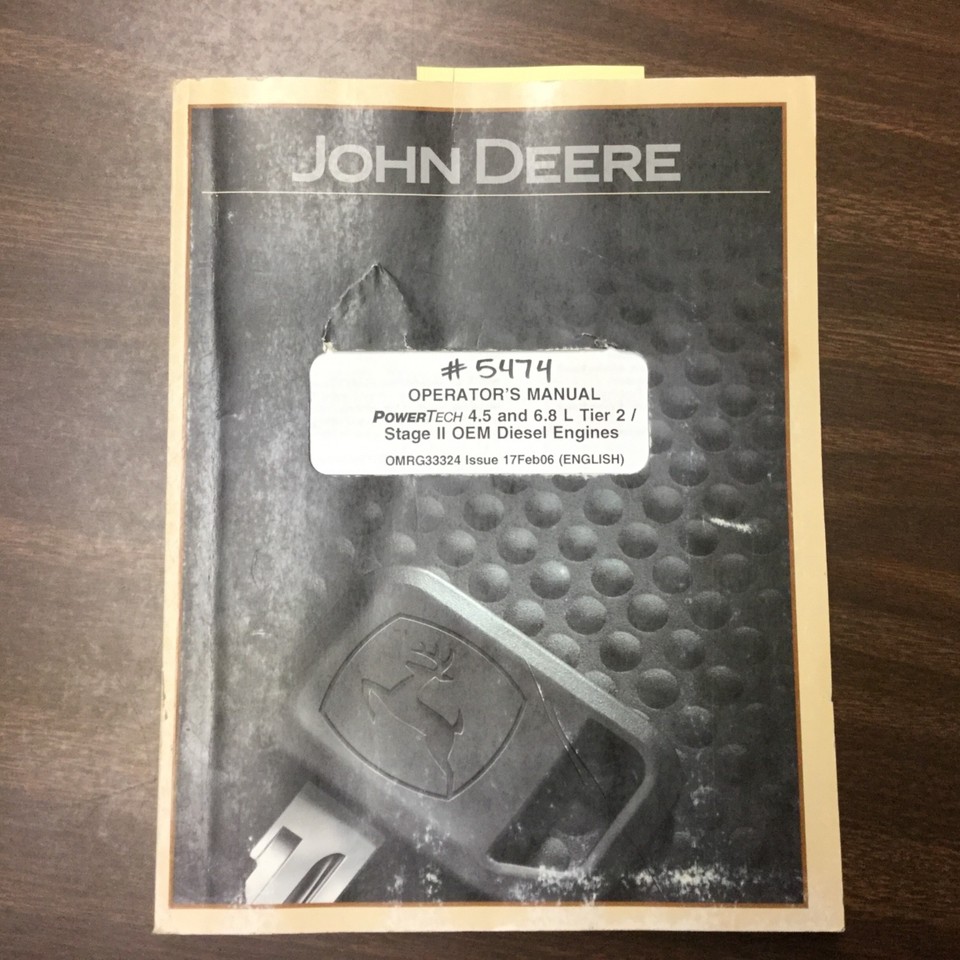 JOHN DEERE
# 5474
OPERATOR'S MANUAL
POWERTECH 4.5 and 6.8 L Tier 2 /
Stage II OEM Diesel Engines
OMRG33324 Issue 17Feb06 (ENGLISH)